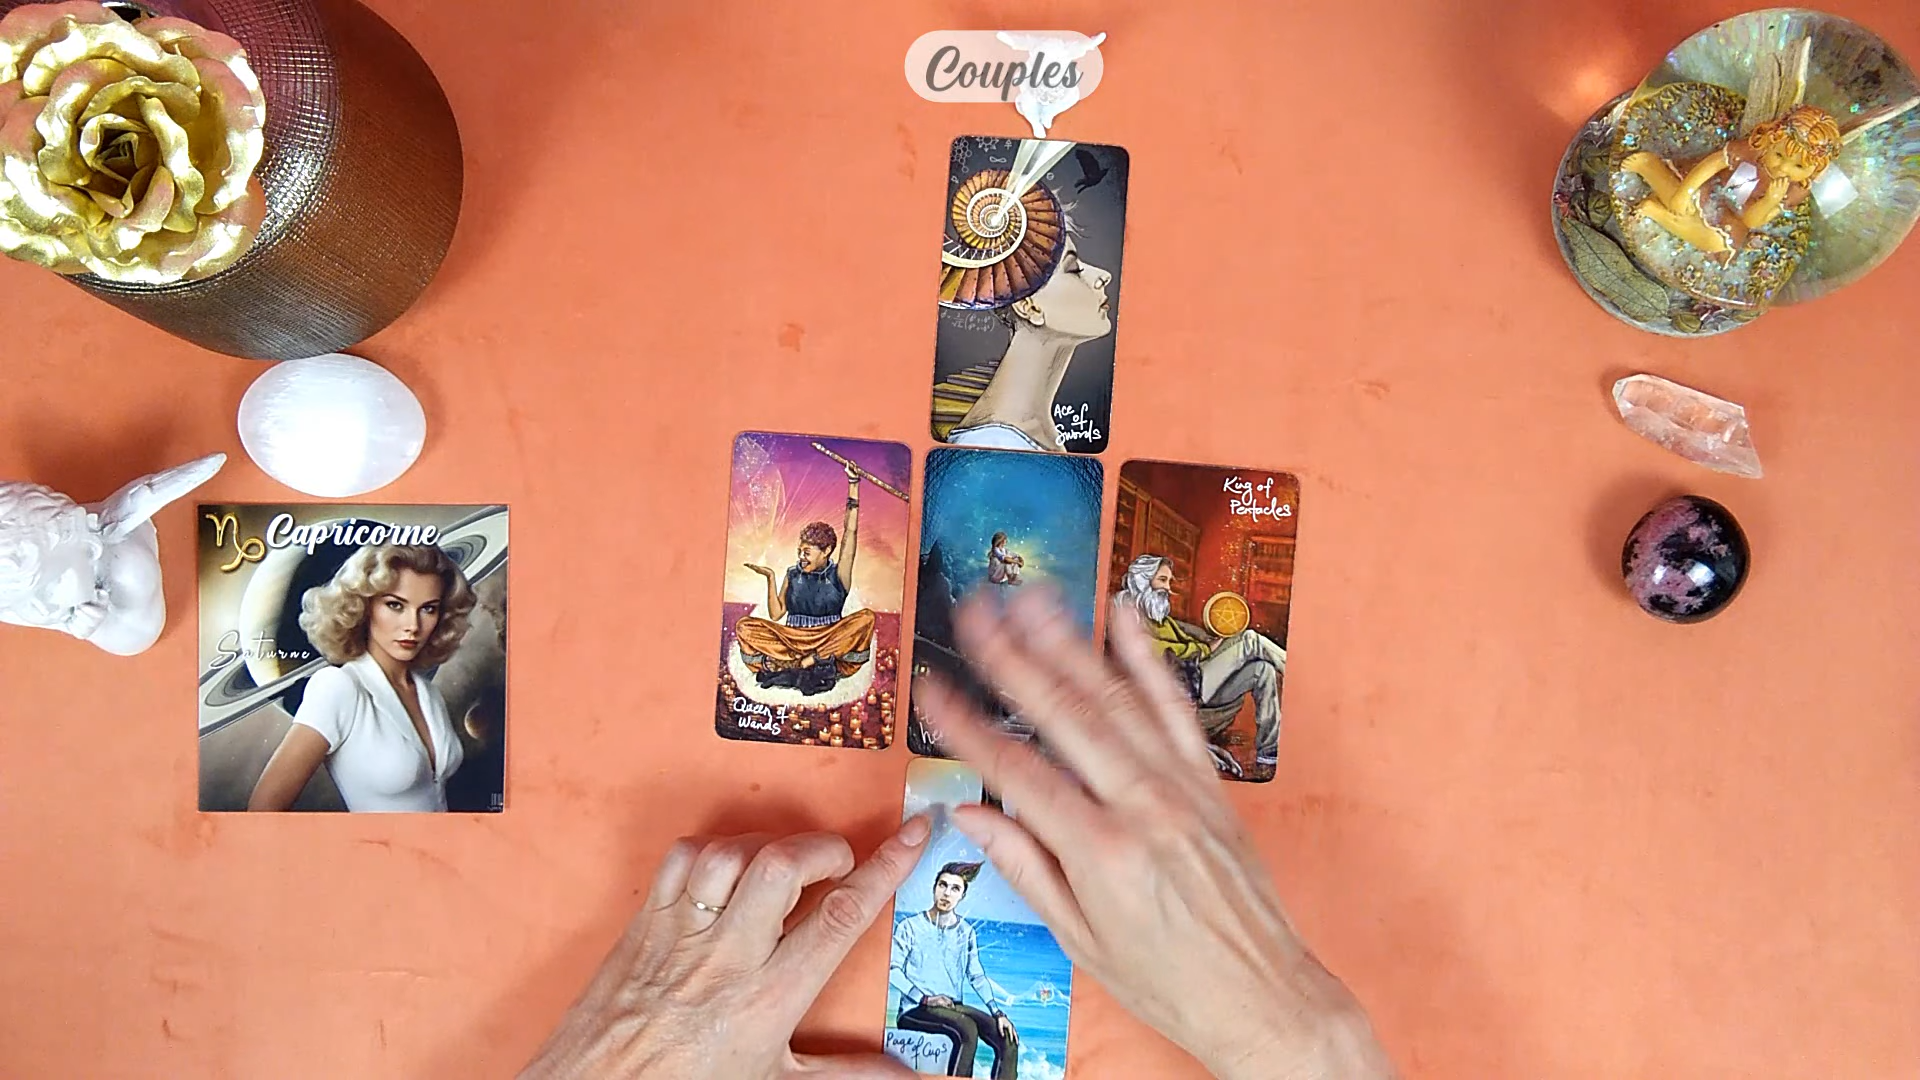 Couples
Ace
of
Swords
King of
Pentacles
Capricorne
Saturne
Queen of
Wands
Page of Cups